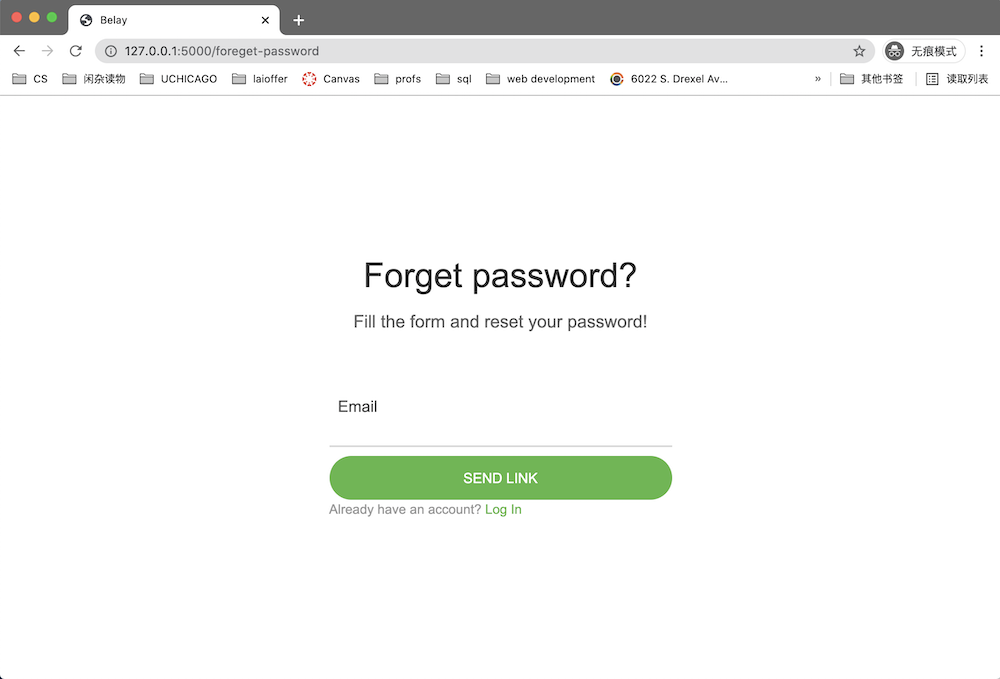 Belay
127.0.0.1:5000/foreget-password
无痕模式
CS 闲杂读物 UCHICAGO laioffer Canvas profs sql web development 6022 S. Drexel Av... » 其他书签 读取列表
Forget password?
Fill the form and reset your password!
Email
SEND LINK
Already have an account? Log In